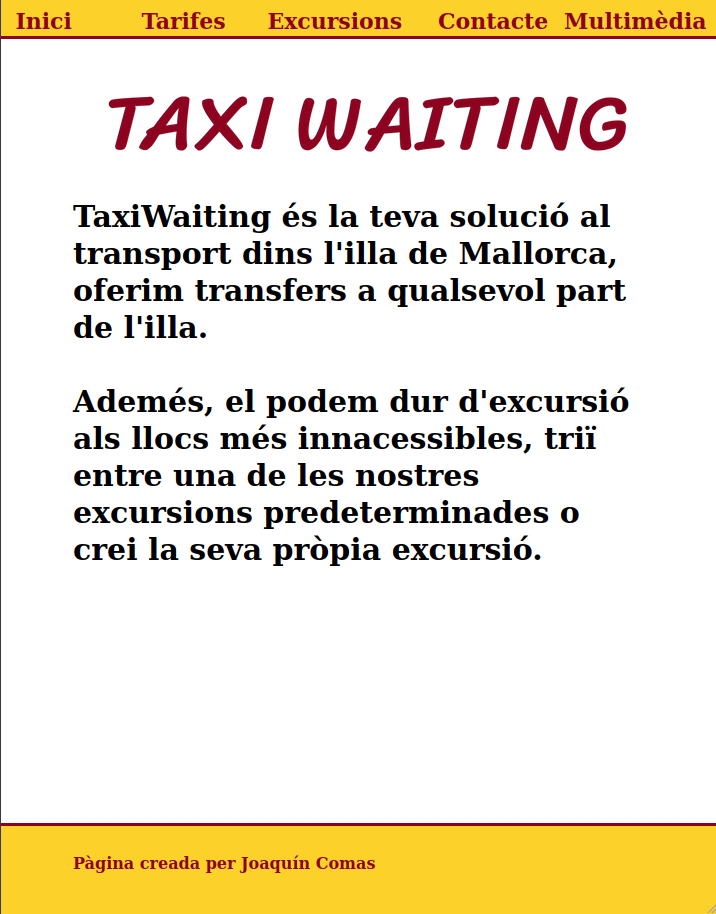 Inici Tarifes Excursions Contacte Multimèdia
TAXI WAITING
TaxiWaiting és la teva solució al
transport dins l'illa de Mallorca,
oferim transfers a qualsevol part
de l'illa.
Además, el podem dur d'excursió
als llocs més innacessibles, triï
entre una de les nostres
excursions predeterminades o
crei la seva pròpia excursió.
Pàgina creada per Joaquín Comas